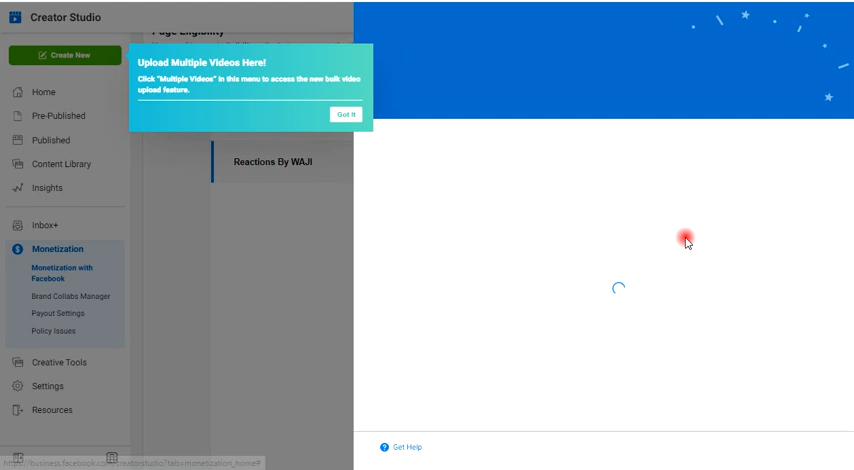 Creator Studio
Page Eligibility
Create New
Upload Multiple Videos Here!
Click "Multiple Videos" in this menu to access the new bulk video
upload feature.
Got It
Home
Pre-Published
Published
Content Library
Insights
Reactions By WAJI
Inbox+
Monetization
Monetization with
Facebook
Brand Collabs Manager
Payout Settings
Policy Issues
Creative Tools
Settings
Resources
Get Help
https://business.facebook.com/creatorstudio?tab=monetization_home#